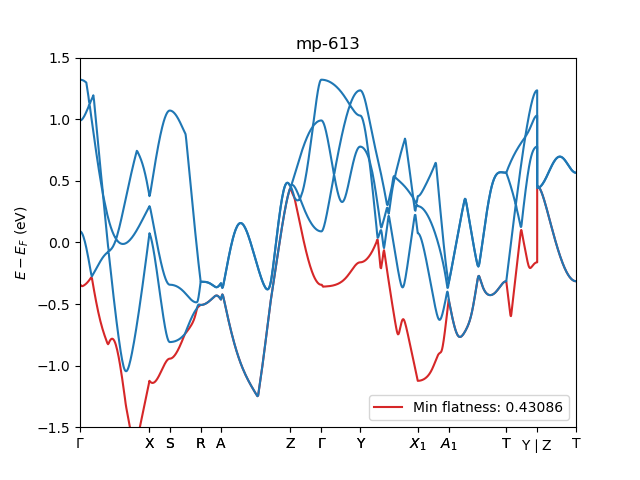 mp-613
1.5
1.0
0.5
0.0
−0.5
−1.0
−1.5
E − E_F (eV)
Min flatness: 0.43086
Γ X S R A Z Γ Y X₁ A₁ T Y | Z T